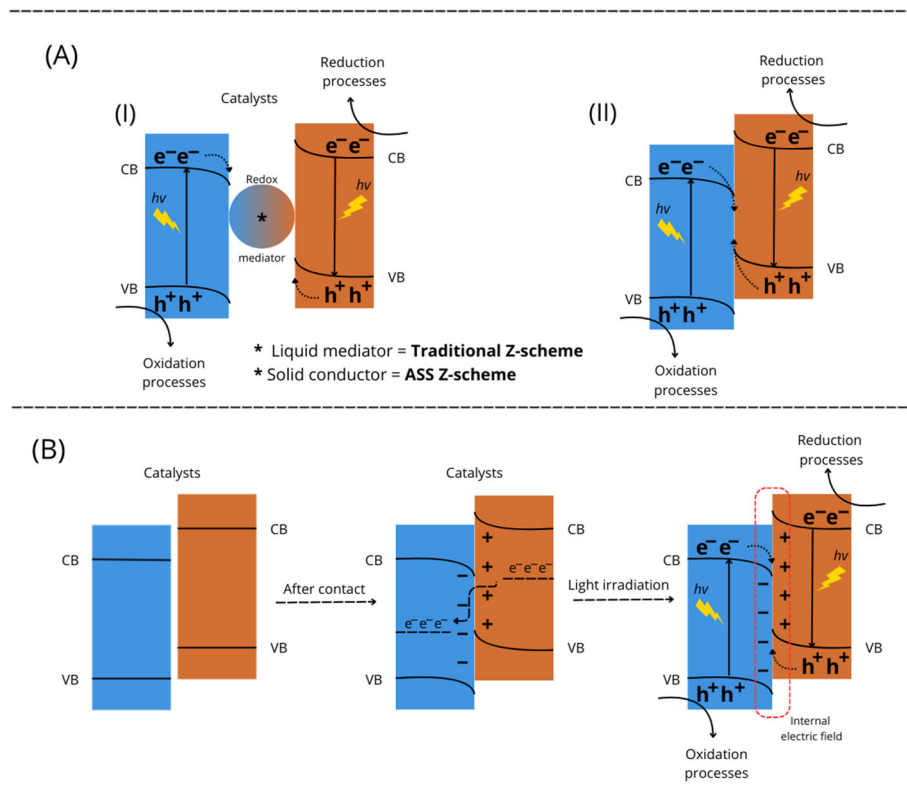 (A)
(I)
Catalysts
Reduction
processes
e⁻e⁻
CB
hv
VB
h⁺h⁺
Redox
*
mediator
e⁻e⁻
CB
hv
VB
h⁺h⁺
Oxidation
processes
* Liquid mediator = Traditional Z-scheme
* Solid conductor = ASS Z-scheme
(II)
Reduction
processes
e⁻e⁻
CB
hv
VB
h⁺h⁺
e⁻e⁻
CB
hv
VB
h⁺h⁺
Oxidation
processes
(B)
Catalysts
CB
VB
CB
VB
After contact
Catalysts
CB
VB
e⁻e⁻e⁻
− − − −
+ + + +
e⁻e⁻e⁻
CB
VB
Light irradiation
Reduction
processes
CB
e⁻e⁻
hv
VB
h⁺h⁺
− − − −
+ + + +
e⁻e⁻
CB
hv
VB
h⁺h⁺
Internal
electric field
Oxidation
processes